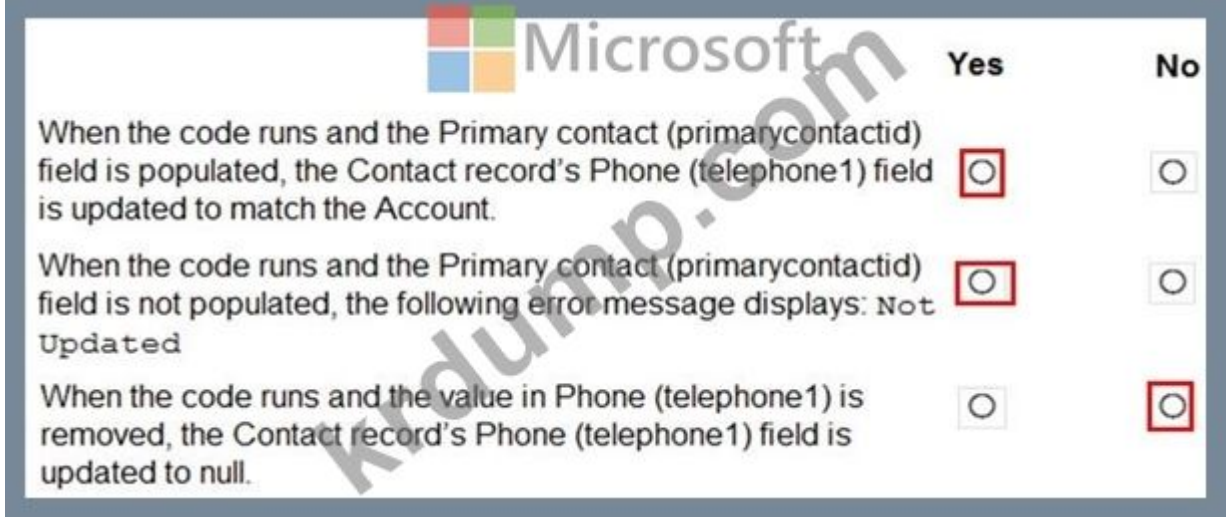 Microsoft
Yes No
When the code runs and the Primary contact (primarycontactid)
field is populated, the Contact record's Phone (telephone1) field
is updated to match the Account.
When the code runs and the Primary contact (primarycontactid)
field is not populated, the following error message displays: Not
Updated
When the code runs and the value in Phone (telephone1) is
removed, the Contact record's Phone (telephone1) field is
updated to null.
krdump.com